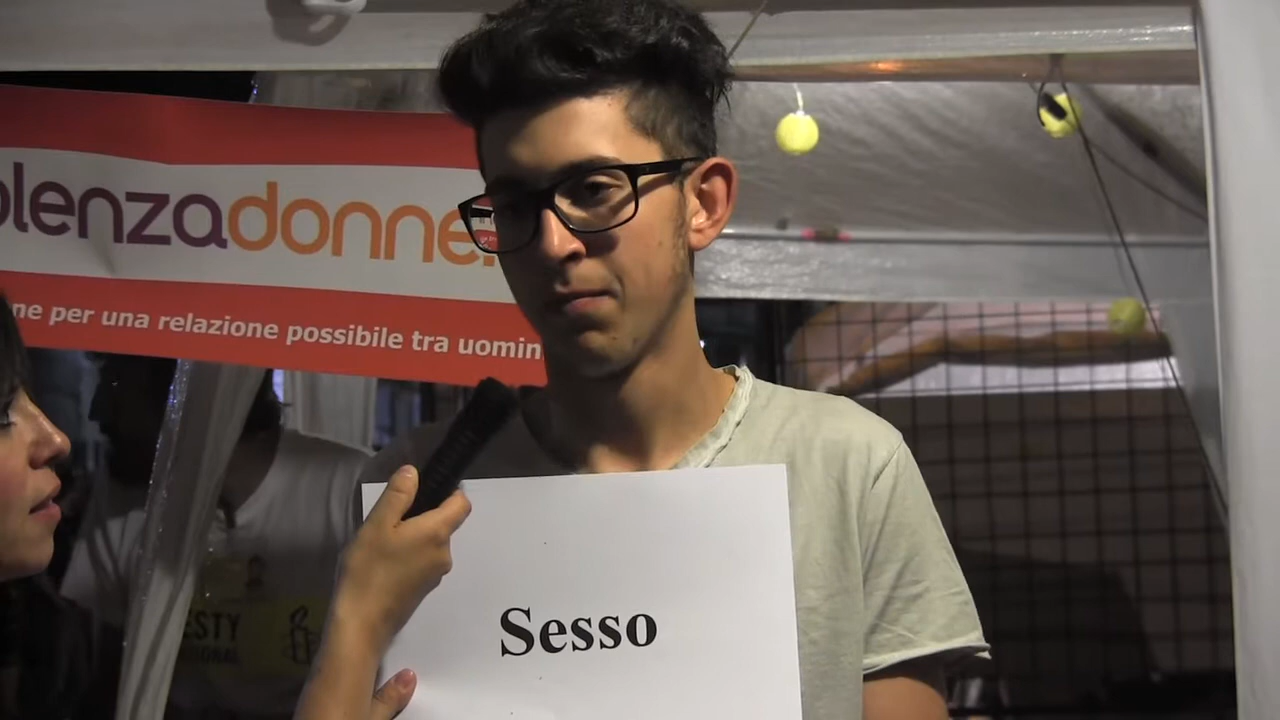 olenzadonne.
ne per una relazione possibile tra uomin
ESTY
Sesso